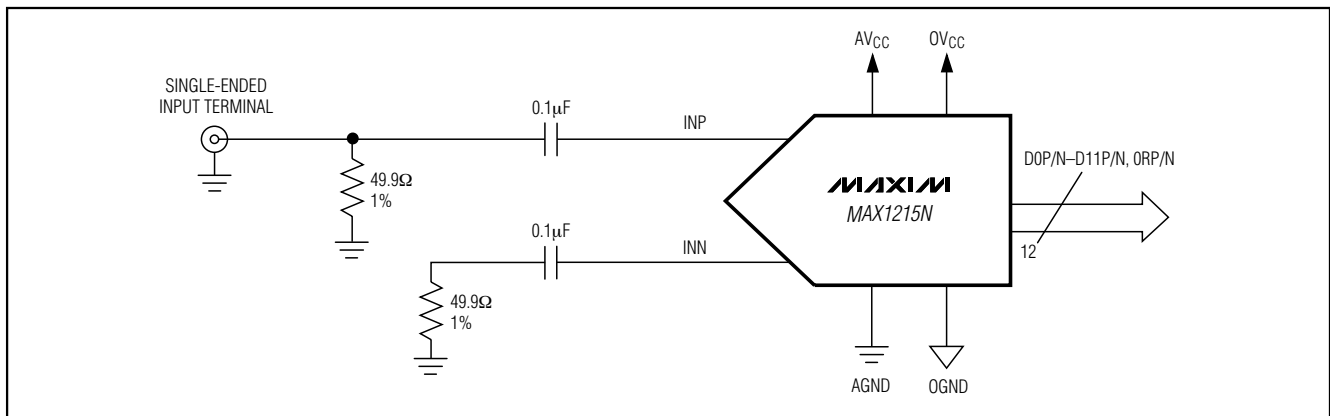 AVCC
OVCC
SINGLE-ENDED
INPUT TERMINAL
0.1µF
INP
D0P/N–D11P/N, ORP/N
49.9Ω
1%
MAXIM
MAX1215N
0.1µF
INN
12
49.9Ω
1%
AGND
OGND